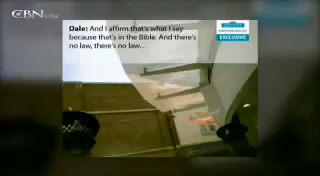 CBN.COM
Dale: And I affirm that's what I say
because that's in the Bible. And there's
no law, there's no law...
EXCLUSIVE